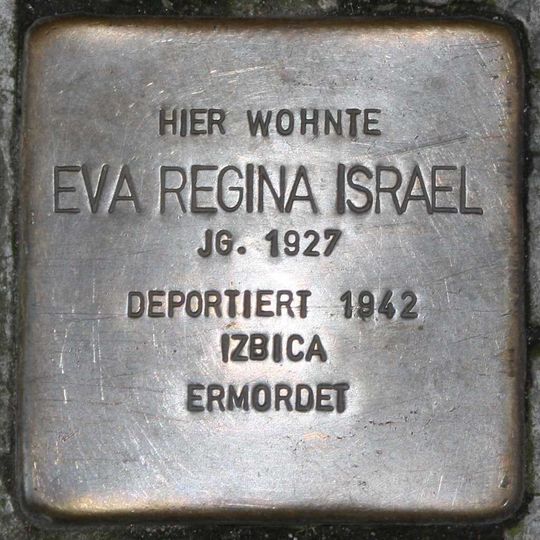 HIER WOHNTE
EVA REGINA ISRAEL
JG. 1927
DEPORTIERT 1942
IZBICA
ERMORDET